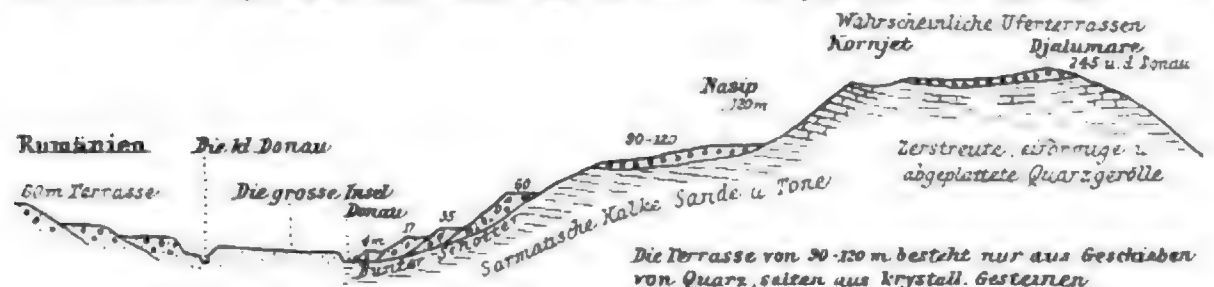 Wahrscheinliche Uferterrassen
Kornjet Djalumare
245 u. d. Donau
Nasip
120 m
Rumänien Die kl. Donau
90-120
Zerstreute, eiförmige u.
abgeplattete Quarzgerölle
60 m Terrasse Die grosse Insel
Donau
60
35
17
4 m
Bunter Schotter
Sarmatische Kalke Sande u Tone
Die Terrasse von 90-120 m besteht nur aus Geschieben
von Quarz, selten aus krystall. Gesteinen